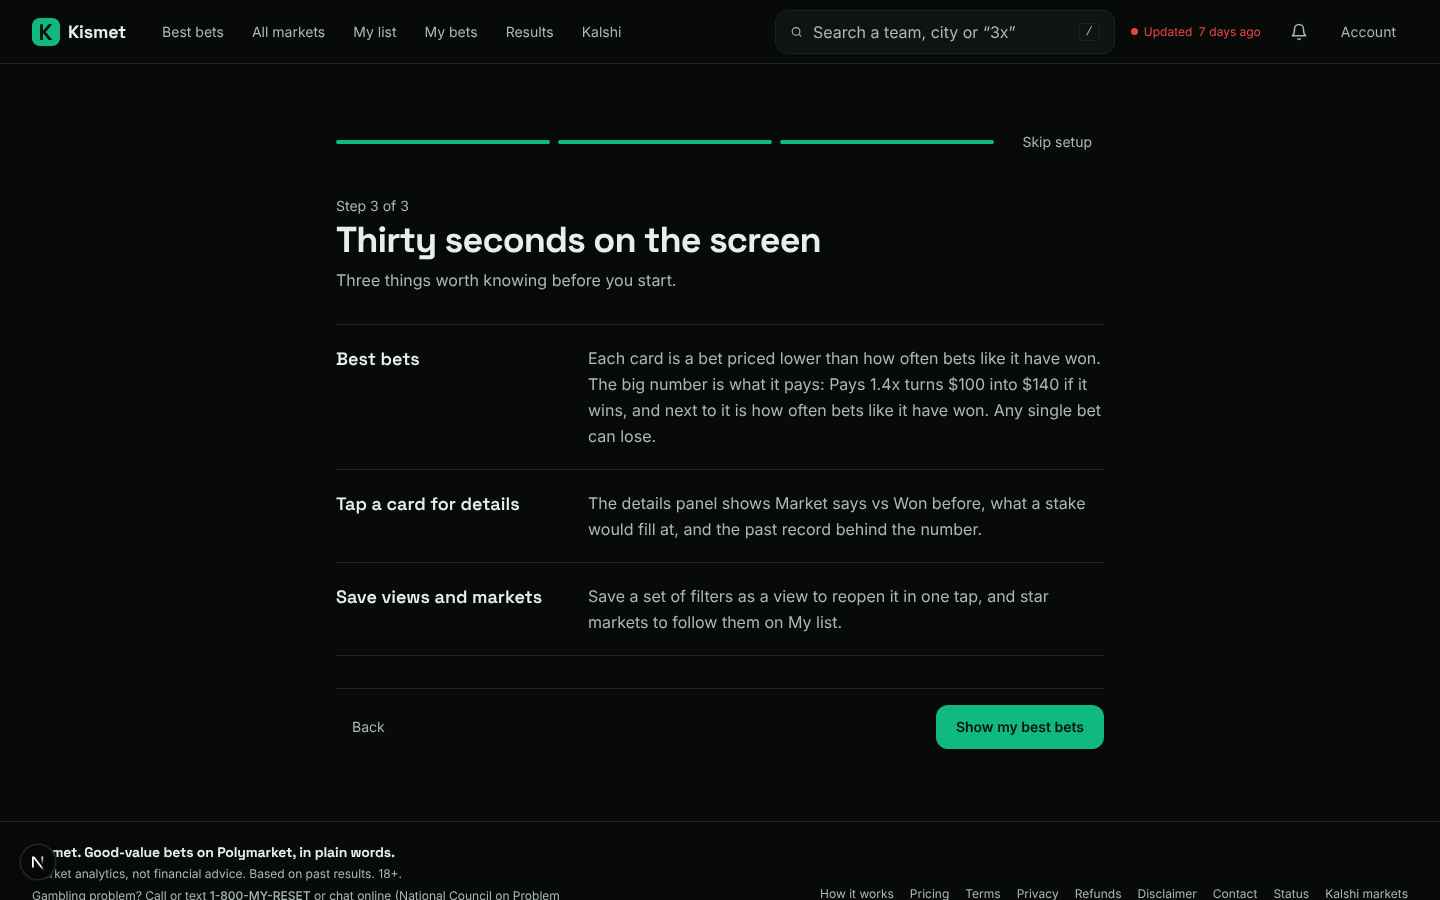 Kismet
Best bets
All markets
My list
My bets
Results
Kalshi
Search a team, city or “3x”
/
Updated 7 days ago
Account
Skip setup
Step 3 of 3
Thirty seconds on the screen
Three things worth knowing before you start.
Best bets
Each card is a bet priced lower than how often bets like it have won.
The big number is what it pays: Pays 1.4x turns $100 into $140 if it
wins, and next to it is how often bets like it have won. Any single bet
can lose.
Tap a card for details
The details panel shows Market says vs Won before, what a stake
would fill at, and the past record behind the number.
Save views and markets
Save a set of filters as a view to reopen it in one tap, and star
markets to follow them on My list.
Back
Show my best bets
met. Good-value bets on Polymarket, in plain words.
ket analytics, not financial advice. Based on past results. 18+.
Gambling problem? Call or text 1-800-MY-RESET or chat online (National Council on Problem
How it works
Pricing
Terms
Privacy
Refunds
Disclaimer
Contact
Status
Kalshi markets